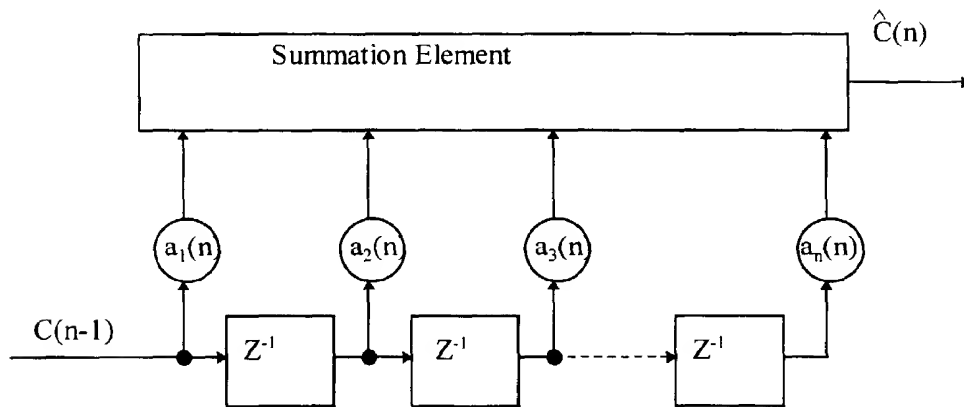 Ĉ(n)
Summation Element
a₁(n) a₂(n) a₃(n) aₙ(n)
C(n-1)
Z⁻¹ Z⁻¹ Z⁻¹